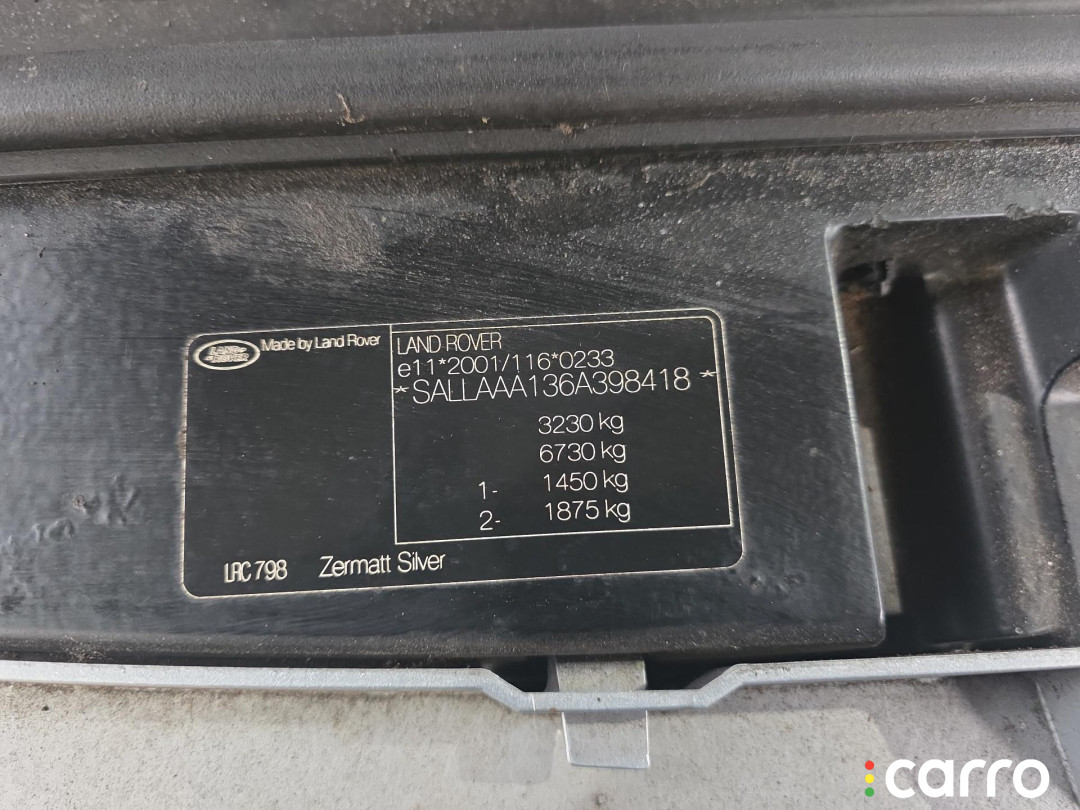 LAND ROVER
Made by Land Rover
LAND ROVER
e11*2001/116*0233
*SALLAAA136A398418*
3230 kg
6730 kg
1- 1450 kg
2- 1875 kg
LRC 798 Zermatt Silver
carro